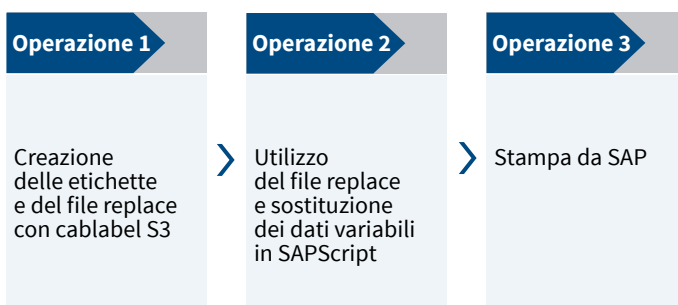 Operazione 1
Creazione
delle etichette
e del file replace
con cablabel S3
Operazione 2
Utilizzo
del file replace
e sostituzione
dei dati variabili
in SAPScript
Operazione 3
Stampa da SAP